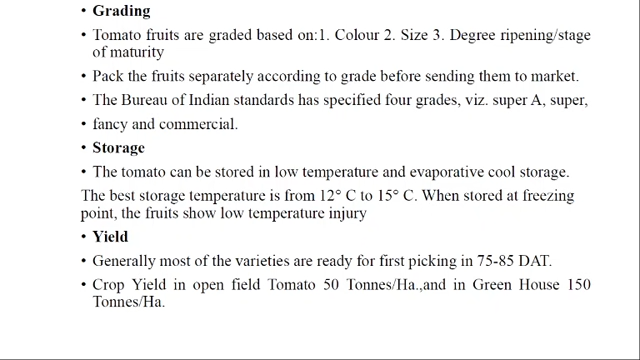 • Grading
• Tomato fruits are graded based on:1. Colour 2. Size 3. Degree ripening/stage
of maturity
• Pack the fruits separately according to grade before sending them to market.
• The Bureau of Indian standards has specified four grades, viz. super A, super,
• fancy and commercial.
• Storage
• The tomato can be stored in low temperature and evaporative cool storage.
The best storage temperature is from 12° C to 15° C. When stored at freezing
point, the fruits show low temperature injury
• Yield
• Generally most of the varieties are ready for first picking in 75-85 DAT.
• Crop Yield in open field Tomato 50 Tonnes/Ha.,and in Green House 150
Tonnes/Ha.